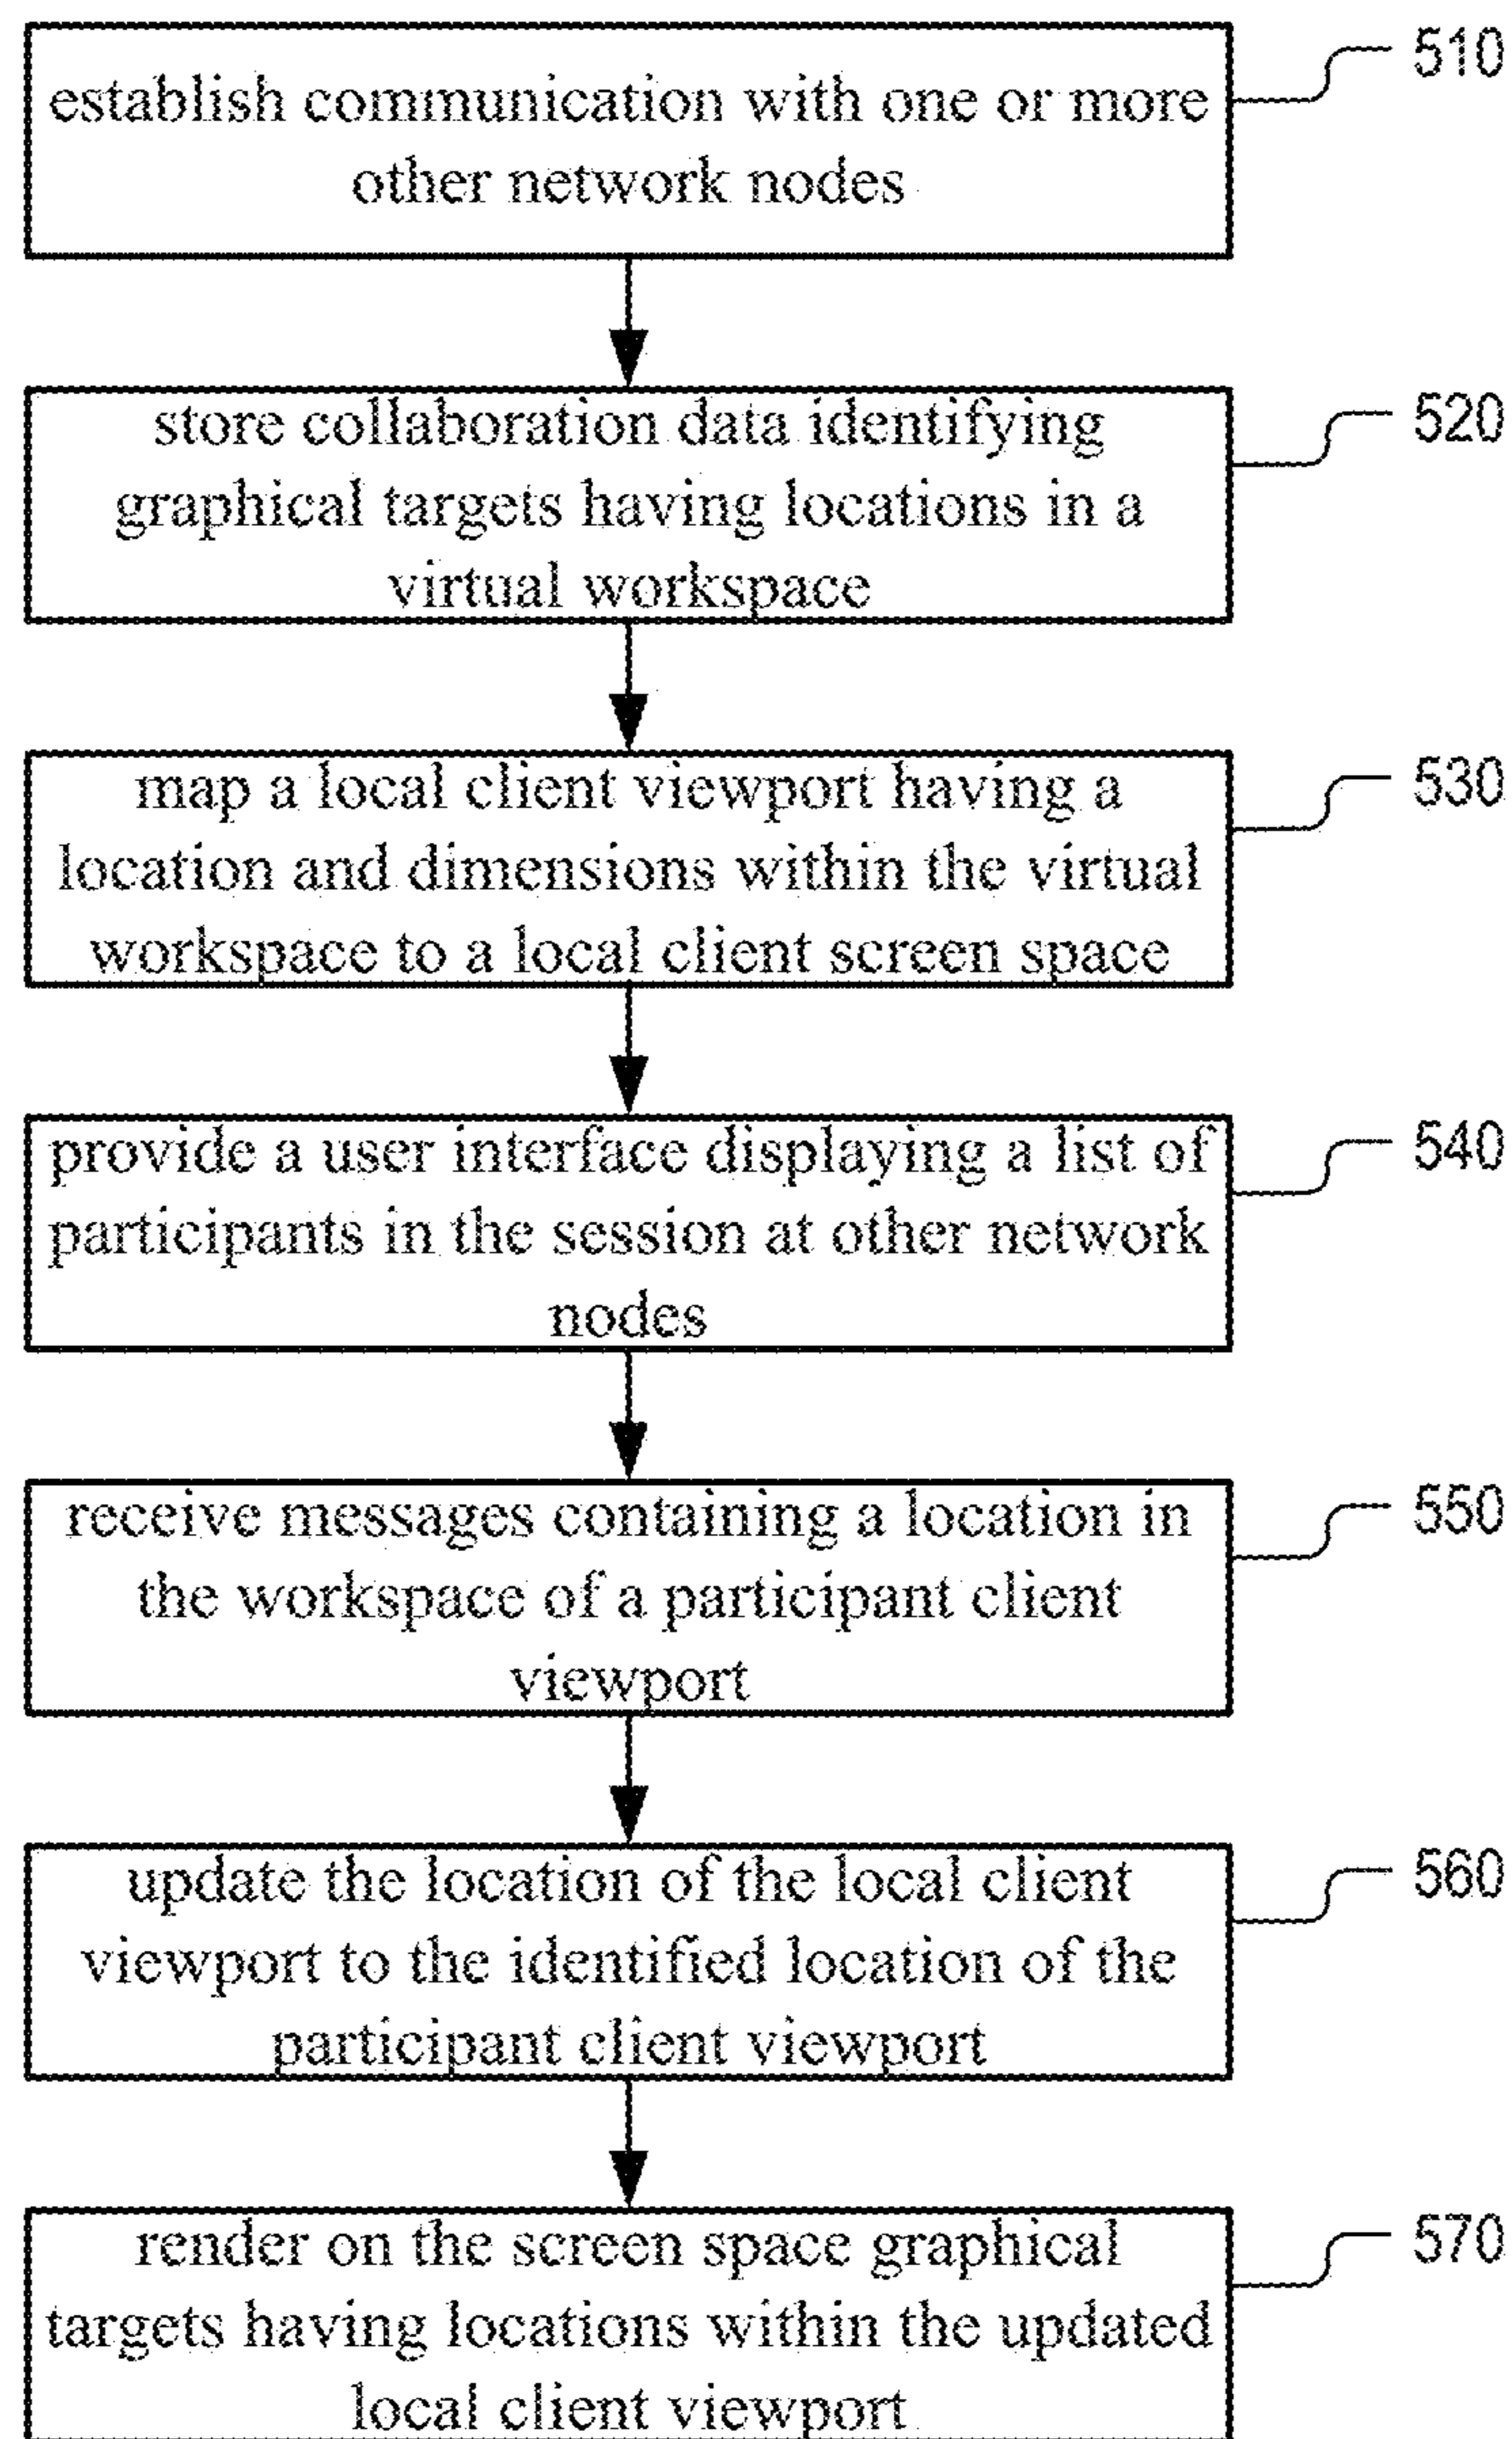 510
establish communication with one or more
other network nodes
520
store collaboration data identifying
graphical targets having locations in a
virtual workspace
530
map a local client viewport having a
location and dimensions within the virtual
workspace to a local client screen space
540
provide a user interface displaying a list of
participants in the session at other network
nodes
550
receive messages containing a location in
the workspace of a participant client
viewport
560
update the location of the local client
viewport to the identified location of the
participant client viewport
570
render on the screen space graphical
targets having locations within the updated
local client viewport